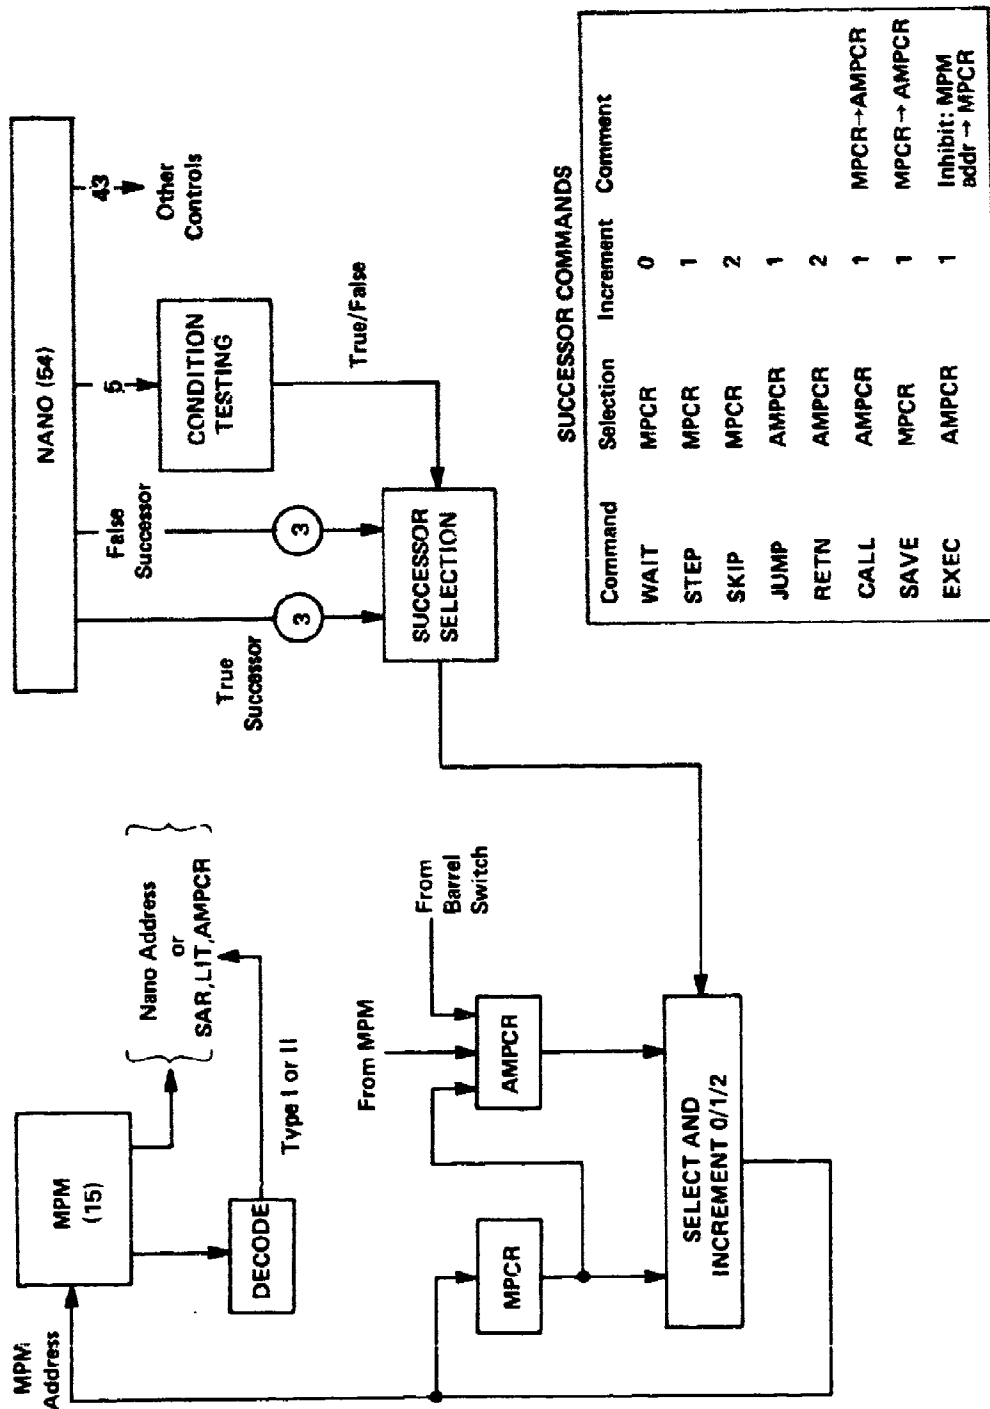 MPM
Address
MPM
(15)
DECODE
Type I or II
Nano Address
or
SAR, LIT, AMPCR
NANO (54)
True
Successor
3
False
Successor
3
5
CONDITION
TESTING
43
Other
Controls
True/False
SUCCESSOR
SELECTION
From MPM
From
Barrel
Switch
MPCR
AMPCR
SELECT AND
INCREMENT 0/1/2
SUCCESSOR COMMANDS
Command Selection Increment Comment
WAIT MPCR 0
STEP MPCR 1
SKIP MPCR 2
JUMP AMPCR 1
RETN AMPCR 2
CALL AMPCR 1 MPCR→AMPCR
SAVE MPCR 1 MPCR→AMPCR
EXEC AMPCR 1 Inhibit: MPM
addr → MPCR